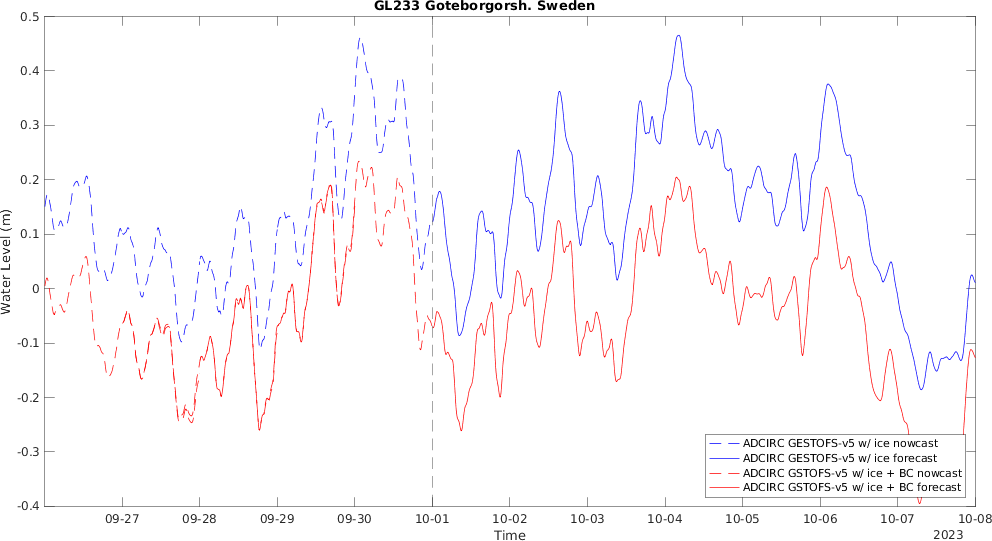 GL233 Goteborgorsh. Sweden
Water Level (m)
0.5
0.4
0.3
0.2
0.1
0
-0.1
-0.2
-0.3
-0.4
ADCIRC GESTOFS-v5 w/ ice nowcast
ADCIRC GESTOFS-v5 w/ ice forecast
ADCIRC GSTOFS-v5 w/ ice + BC nowcast
ADCIRC GSTOFS-v5 w/ ice + BC forecast
09-27 09-28 09-29 09-30 10-01 10-02 10-03 10-04 10-05 10-06 10-07 10-08
Time
2023